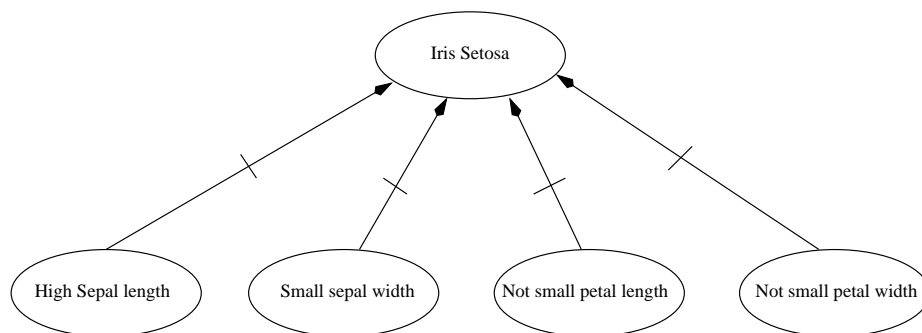 Iris Setosa
High Sepal length
Small sepal width
Not small petal length
Not small petal width